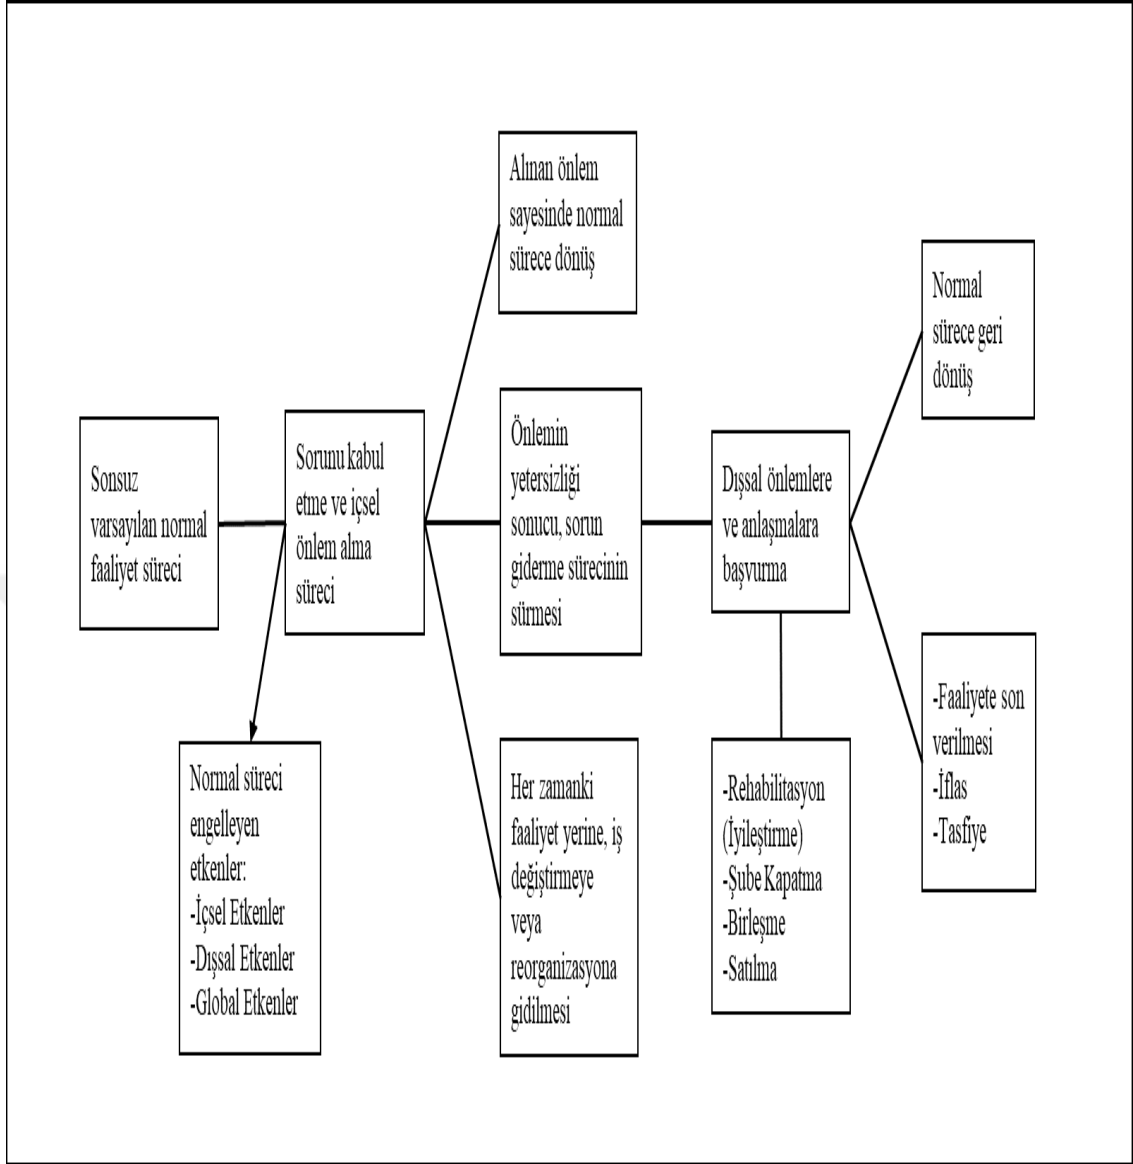 Sonsuz
varsayılan normal
faaliyet süreci
Sorunu kabul
etme ve içsel
önlem alma
süreci
Normal süreci
engelleyen
etkenler:
-İçsel Etkenler
-Dışsal Etkenler
-Global Etkenler
Alınan önlem
sayesinde normal
sürece dönüş
Önlemin
yetersizliği
sonucu, sorun
giderme sürecinin
sürmesi
Her zamanki
faaliyet yerine, iş
değiştirmeye
veya
reorganizasyona
gidilmesi
Dışsal önlemlere
ve anlaşmalara
başvurma
-Rehabilitasyon
(İyileştirme)
-Şube Kapatma
-Birleşme
-Satılma
Normal
sürece geri
dönüş
-Faaliyete son
verilmesi
-İflas
-Tasfiye